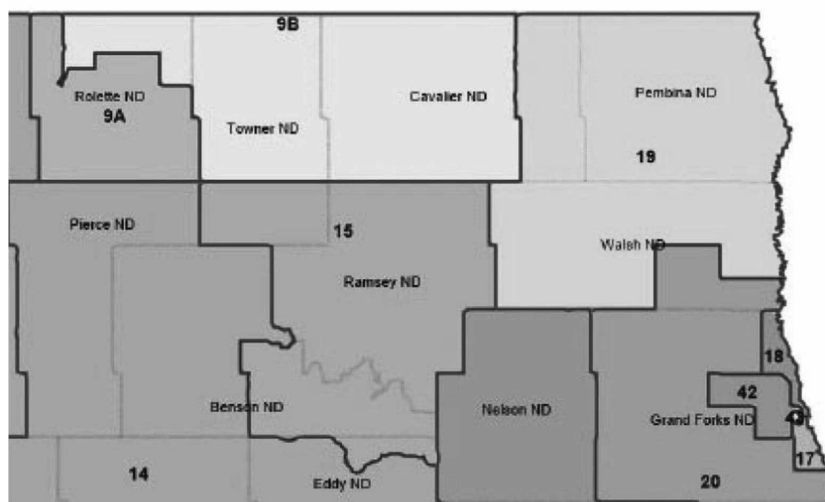 9B
Rolette ND
Cavalier ND
Pembina ND
9A
Towner ND
19
Pierce ND
15
Walsh ND
Ramsey ND
18
42
Benson ND
Nelson ND
Grand Forks ND
17
14
Eddy ND
20